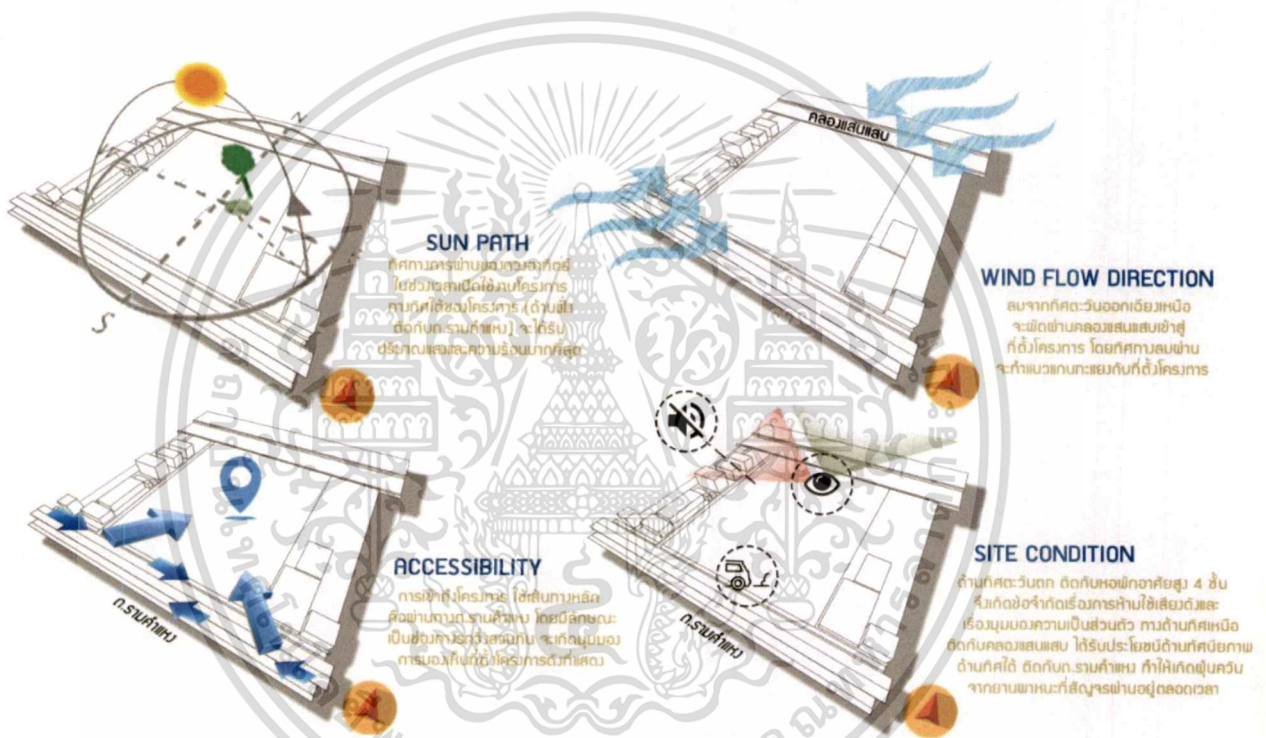 N
S
SUN PATH
ทิศทางการผ่านของดวงอาทิตย์
ในช่วงเวลาเปิดใช้งานโครงการ
ทางทิศใต้ของโครงการ (ด้านที่
ติดกับถ.รามคำแหง) จะได้รับ
ปริมาณแสงและความร้อนมากที่สุด
คลองแสนแสบ
WIND FLOW DIRECTION
ลมจากทิศตะวันออกเฉียงเหนือ
จะพัดผ่านคลองแสนแสบเข้าสู่
ที่ตั้งโครงการ โดยทิศทางลมผ่าน
จะทำแนวแกนทะแยงกับที่ตั้งโครงการ
ถ.รามคำแหง
ACCESSIBILITY
การเข้าถึงโครงการ ใช้เส้นทางหลัก
คือผ่านทางถ.รามคำแหง โดยมีลักษณะ
เป็นช่องทางรถวิ่งสวนกัน จะเกิดมุมมอง
การมองเห็นที่ตั้งโครงการดังที่แสดง
ถ.รามคำแหง
SITE CONDITION
ด้านทิศตะวันตก ติดกับหอพักอาศัยสูง 4 ชั้น
จึงเกิดข้อจำกัดเรื่องการห้ามใช้เสียงดังและ
เรื่องมุมมองความเป็นส่วนตัว ทางด้านทิศเหนือ
ติดกับคลองแสนแสบ ได้รับประโยชน์ด้านทัศนียภาพ
ด้านทิศใต้ ติดกับถ.รามคำแหง ทำให้เกิดฝุ่นควัน
จากยานพาหนะที่สัญจรผ่านอยู่ตลอดเวลา